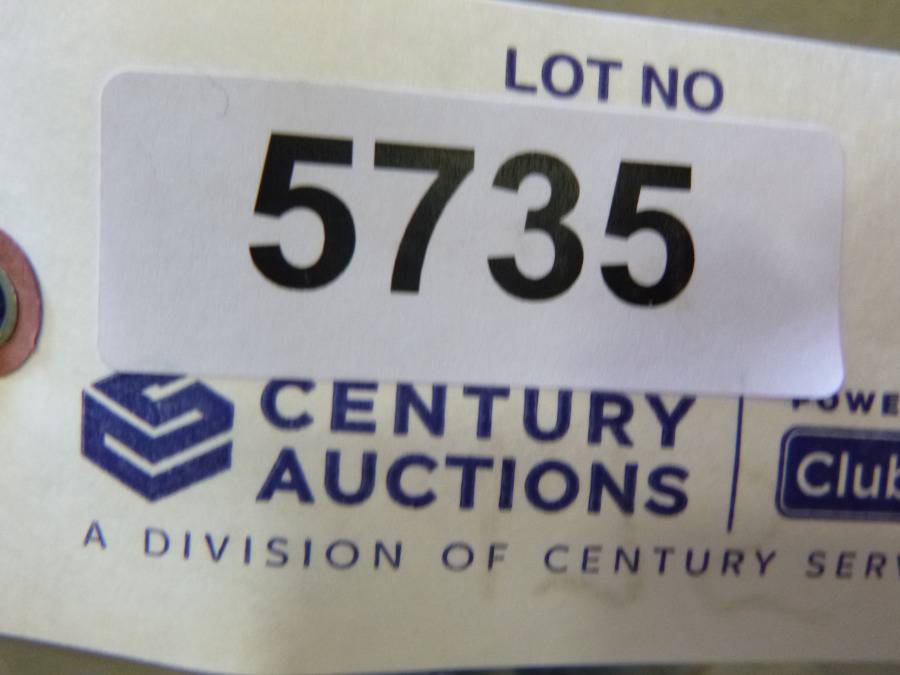 LOT NO
5735
CENTURY
AUCTIONS
Club
A DIVISION OF CENTURY